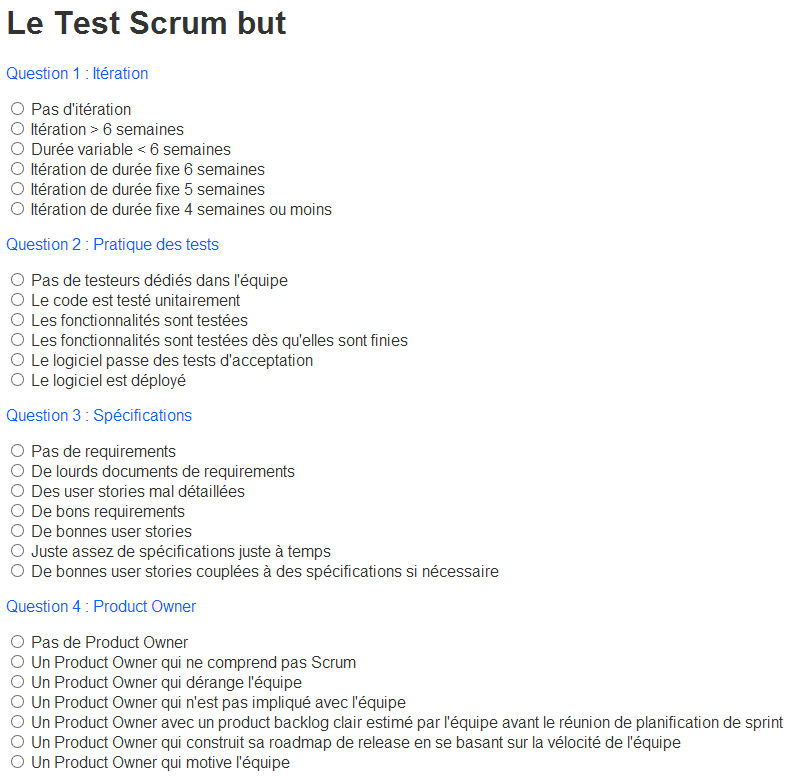 Le Test Scrum but
Question 1 : Itération
Pas d'itération
Itération > 6 semaines
Durée variable < 6 semaines
Itération de durée fixe 6 semaines
Itération de durée fixe 5 semaines
Itération de durée fixe 4 semaines ou moins
Question 2 : Pratique des tests
Pas de testeurs dédiés dans l'équipe
Le code est testé unitairement
Les fonctionnalités sont testées
Les fonctionnalités sont testées dès qu'elles sont finies
Le logiciel passe des tests d'acceptation
Le logiciel est déployé
Question 3 : Spécifications
Pas de requirements
De lourds documents de requirements
Des user stories mal détaillées
De bons requirements
De bonnes user stories
Juste assez de spécifications juste à temps
De bonnes user stories couplées à des spécifications si nécessaire
Question 4 : Product Owner
Pas de Product Owner
Un Product Owner qui ne comprend pas Scrum
Un Product Owner qui dérange l'équipe
Un Product Owner qui n'est pas impliqué avec l'équipe
Un Product Owner avec un product backlog clair estimé par l'équipe avant le réunion de planification de sprint
Un Product Owner qui construit sa roadmap de release en se basant sur la vélocité de l'équipe
Un Product Owner qui motive l'équipe